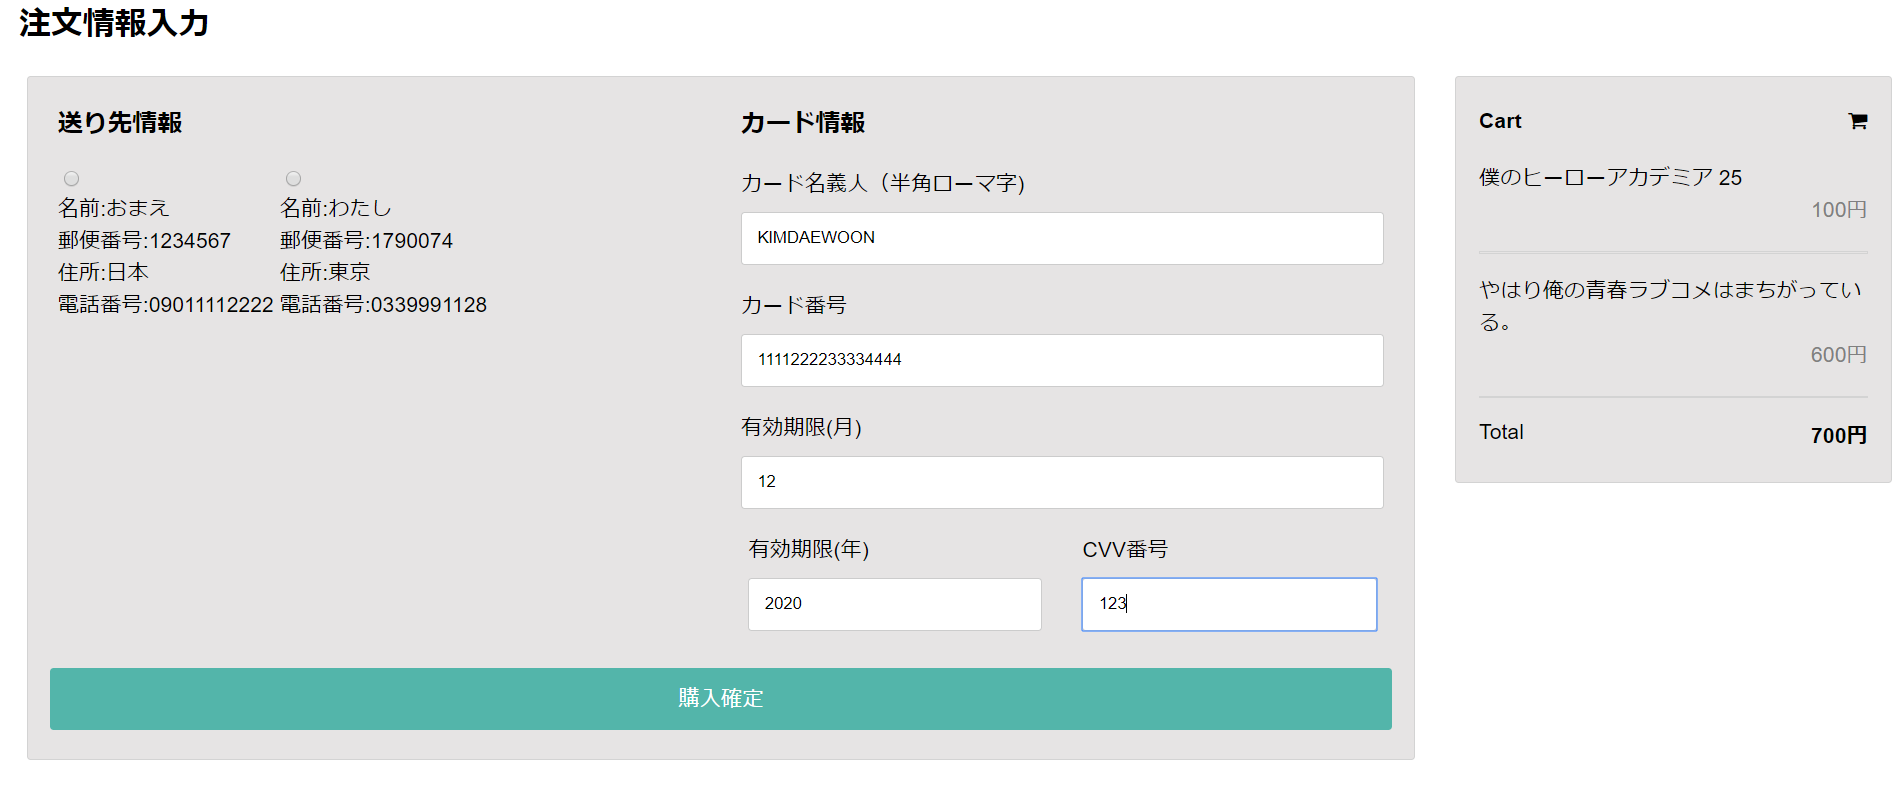 注文情報入力
送り先情報
名前:おまえ
郵便番号:1234567
住所:日本
電話番号:09011112222
名前:わたし
郵便番号:1790074
住所:東京
電話番号:0339991128
カード情報
カード名義人（半角ローマ字)
KIMDAEWOON
カード番号
1111222233334444
有効期限(月)
12
有効期限(年)
2020
CVV番号
123
購入確定
Cart
僕のヒーローアカデミア 25
100円
やはり俺の青春ラブコメはまちがってい
る。
600円
Total
700円